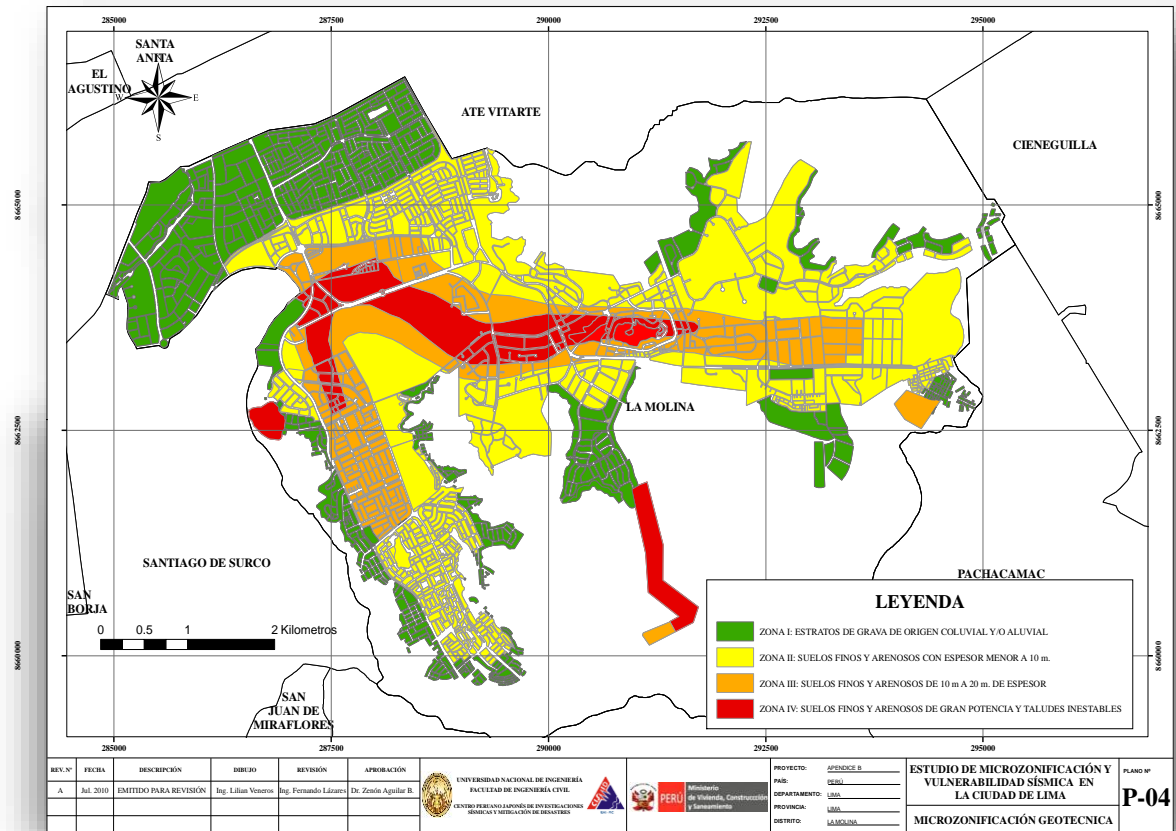 285000 287500 290000 292500 295000
SANTA
ANITA
EL
AGUSTINO
W E
S
ATE VITARTE
CIENEGUILLA
8665000 8665000
LA MOLINA
8662500 8662500
SANTIAGO DE SURCO
SAN
BORJA
PACHACAMAC
0 0.5 1 2 Kilometros
8660000 8660000
SAN
JUAN DE
MIRAFLORES
LEYENDA
ZONA I: ESTRATOS DE GRAVA DE ORIGEN COLUVIAL Y/O ALUVIAL
ZONA II: SUELOS FINOS Y ARENOSOS CON ESPESOR MENOR A 10 m.
ZONA III: SUELOS FINOS Y ARENOSOS DE 10 m A 20 m. DE ESPESOR
ZONA IV: SUELOS FINOS Y ARENOSOS DE GRAN POTENCIA Y TALUDES INESTABLES
285000 287500 290000 292500 295000
REV. Nº FECHA DESCRIPCIÓN DIBUJO REVISIÓN APROBACIÓN
A Jul. 2010 EMITIDO PARA REVISIÓN Ing. Lilian Veneros Ing. Fernando Lázares Dr. Zenón Aguilar B.
UNIVERSIDAD NACIONAL DE INGENIERÍA
FACULTAD DE INGENIERÍA CIVIL
CENTRO PERUANO JAPONÉS DE INVESTIGACIONES
SÍSMICAS Y MITIGACIÓN DE DESASTRES
CISMID
PERÚ
Ministerio
de Vivienda, Construcción
y Saneamiento
PROYECTO: APENDICE B
PAÍS: PERÚ
DEPARTAMENTO: LIMA
PROVINCIA: LIMA
DISTRITO: LA MOLINA
ESTUDIO DE MICROZONIFICACIÓN Y
VULNERABILIDAD SÍSMICA EN
LA CIUDAD DE LIMA
MICROZONIFICACIÓN GEOTECNICA
PLANO Nº
P-04